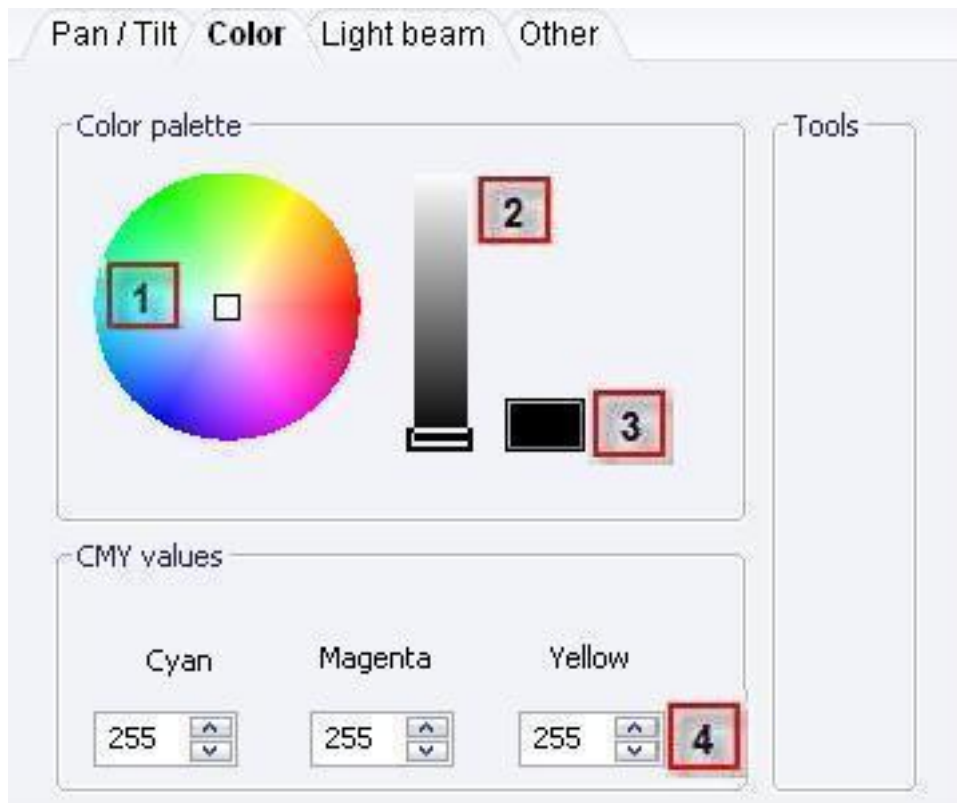 Pan / Tilt Color Light beam Other
Color palette Tools
2
1
3
CMY values
Cyan Magenta Yellow
255 255 255 4